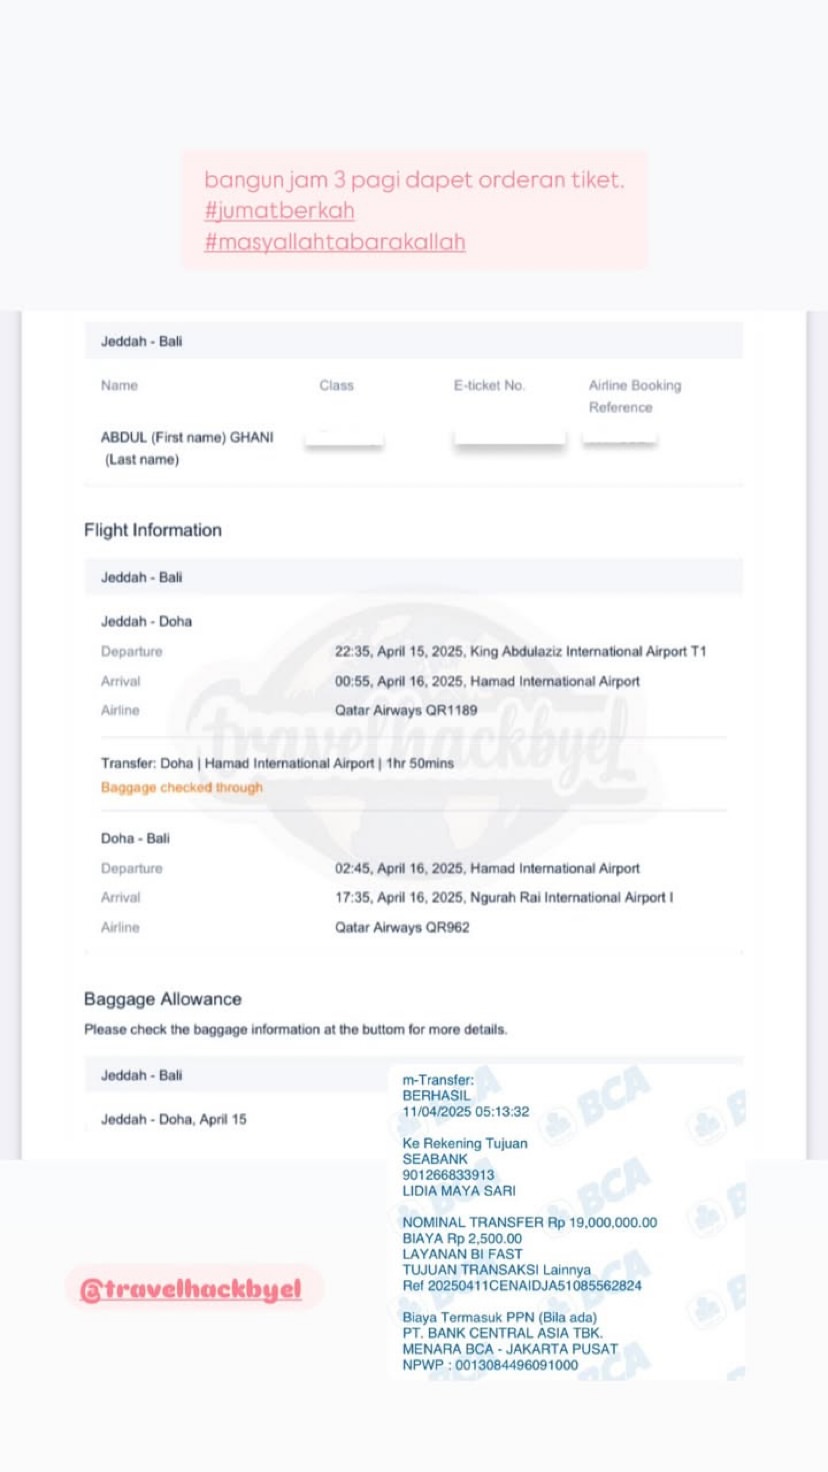 bangun jam 3 pagi dapet orderan tiket.
#jumatberkah
#masyallahtabarakallah
Jeddah - Bali
Name Class E-ticket No. Airline Booking
Reference
ABDUL (First name) GHANI
(Last name)
Flight Information
Jeddah - Bali
Jeddah - Doha
Departure 22:35, April 15, 2025, King Abdulaziz International Airport T1
Arrival 00:55, April 16, 2025, Hamad International Airport
Airline Qatar Airways QR1189
travelhackbyel
Transfer: Doha | Hamad International Airport | 1hr 50mins
Baggage checked through
Doha - Bali
Departure 02:45, April 16, 2025, Hamad International Airport
Arrival 17:35, April 16, 2025, Ngurah Rai International Airport I
Airline Qatar Airways QR962
Baggage Allowance
Please check the baggage information at the buttom for more details.
Jeddah - Bali
Jeddah - Doha, April 15
m-Transfer:
BERHASIL
11/04/2025 05:13:32
Ke Rekening Tujuan
SEABANK
901266833913
LIDIA MAYA SARI
NOMINAL TRANSFER Rp 19,000,000.00
BIAYA Rp 2,500.00
LAYANAN BI FAST
TUJUAN TRANSAKSI Lainnya
Ref 20250411CENAIDJA51085562824
Biaya Termasuk PPN (Bila ada)
PT. BANK CENTRAL ASIA TBK.
MENARA BCA - JAKARTA PUSAT
NPWP : 0013084496091000
BCA
BCA
BCA
@travelhackbyel